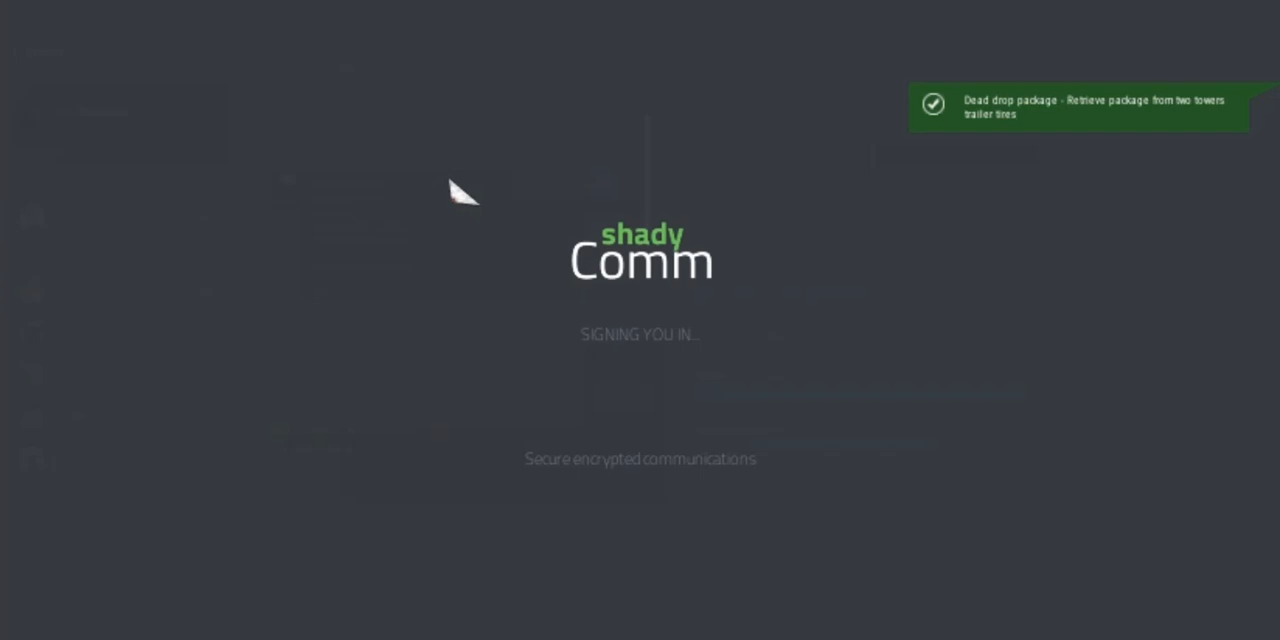 Dead drop package - Retrieve package from two towers
trailer tires
shady
Comm
SIGNING YOU IN...
Secure encrypted communications